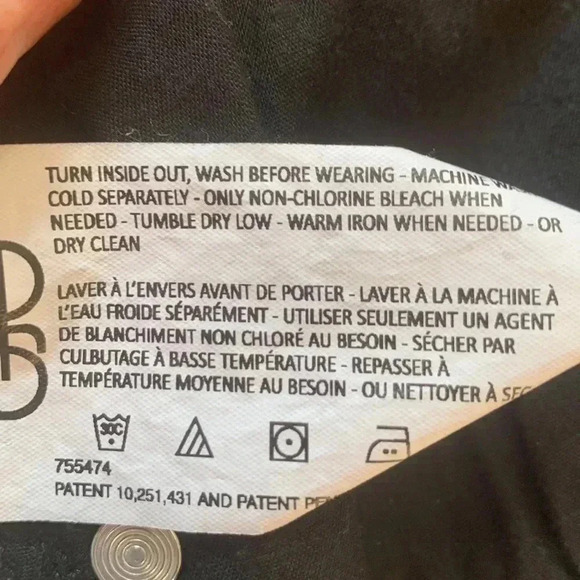 TURN INSIDE OUT, WASH BEFORE WEARING - MACHINE
COLD SEPARATELY - ONLY NON-CHLORINE BLEACH WHEN
NEEDED - TUMBLE DRY LOW - WARM IRON WHEN NEEDED - OR
DRY CLEAN
LAVER À L'ENVERS AVANT DE PORTER - LAVER À LA MACHINE À
L'EAU FROIDE SÉPARÉMENT - UTILISER SEULEMENT UN AGENT
DE BLANCHIMENT NON CHLORÉ AU BESOIN - SÉCHER PAR
CULBUTAGE À BASSE TEMPÉRATURE - REPASSER À
TEMPÉRATURE MOYENNE AU BESOIN - OU NETTOYER À
30C
755474
PATENT 10,251,431 AND PATENT